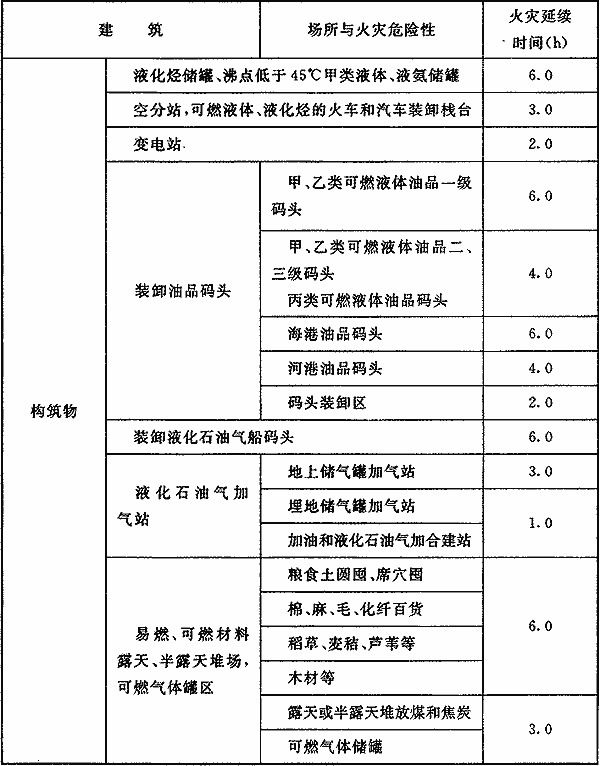 建 筑
场所与火灾危险性
火灾延续
时间(h)
构筑物
液化烃储罐、沸点低于45℃甲类液体、液氨储罐
6.0
空分站,可燃液体、液化烃的火车和汽车装卸栈台
3.0
变电站
2.0
装卸油品码头
甲、乙类可燃液体油品一级
码头
6.0
甲、乙类可燃液体油品二、
三级码头
丙类可燃液体油品码头
4.0
海港油品码头
6.0
河港油品码头
4.0
码头装卸区
2.0
装卸液化石油气船码头
6.0
液化石油气加
气站
地上储气罐加气站
3.0
埋地储气罐加气站
加油和液化石油气加合建站
1.0
易燃、可燃材料
露天、半露天堆场,
可燃气体罐区
粮食土圆囤、席穴囤
棉、麻、毛、化纤百货
稻草、麦秸、芦苇等
木材等
6.0
露天或半露天堆放煤和焦炭
可燃气体储罐
3.0